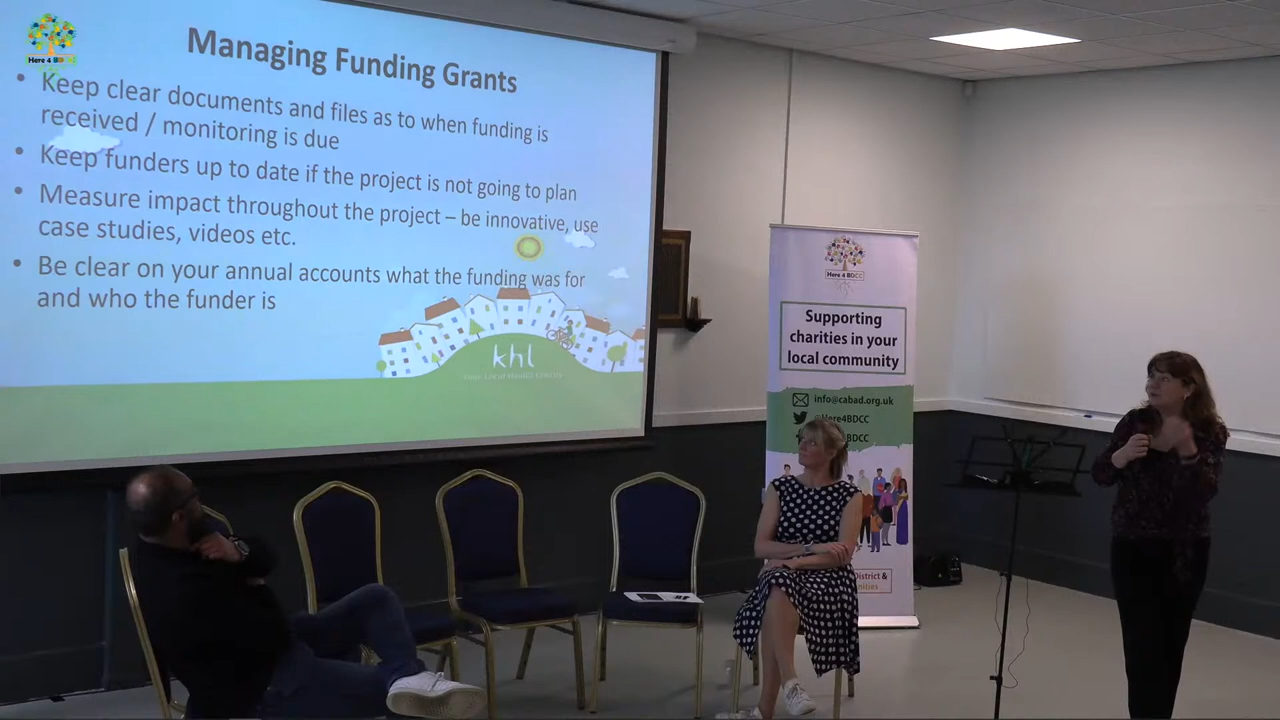 Here 4 BDCC
Managing Funding Grants
• Keep clear documents and files as to when funding is
received / monitoring is due
• Keep funders up to date if the project is not going to plan
• Measure impact throughout the project – be innovative, use
case studies, videos etc.
• Be clear on your annual accounts what the funding was for
and who the funder is
khl
Here 4 BDCC
Supporting
charities in your
local community
info@cabad.org.uk
@Here4BDCC
BDCC
District &